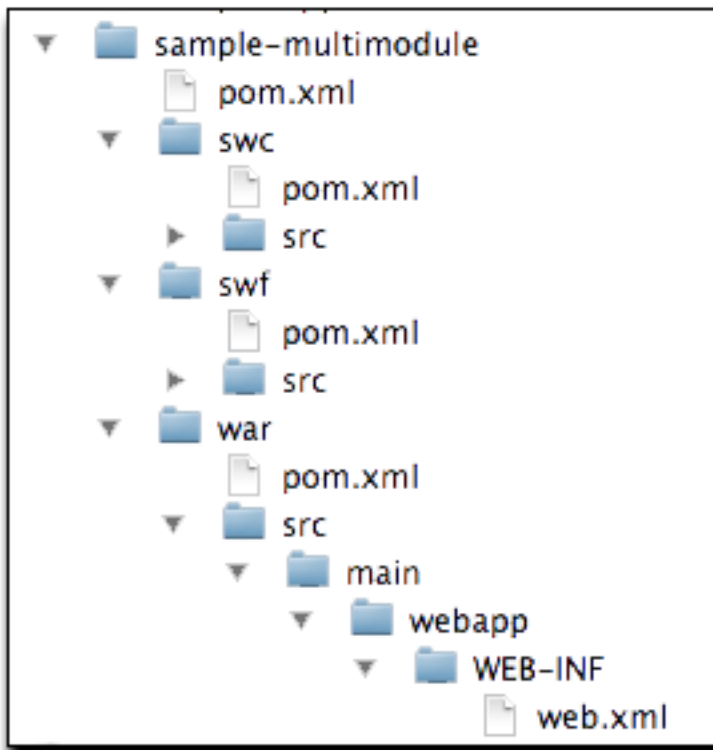 sample-multimodule
pom.xml
swc
pom.xml
src
swf
pom.xml
src
war
pom.xml
src
main
webapp
WEB-INF
web.xml